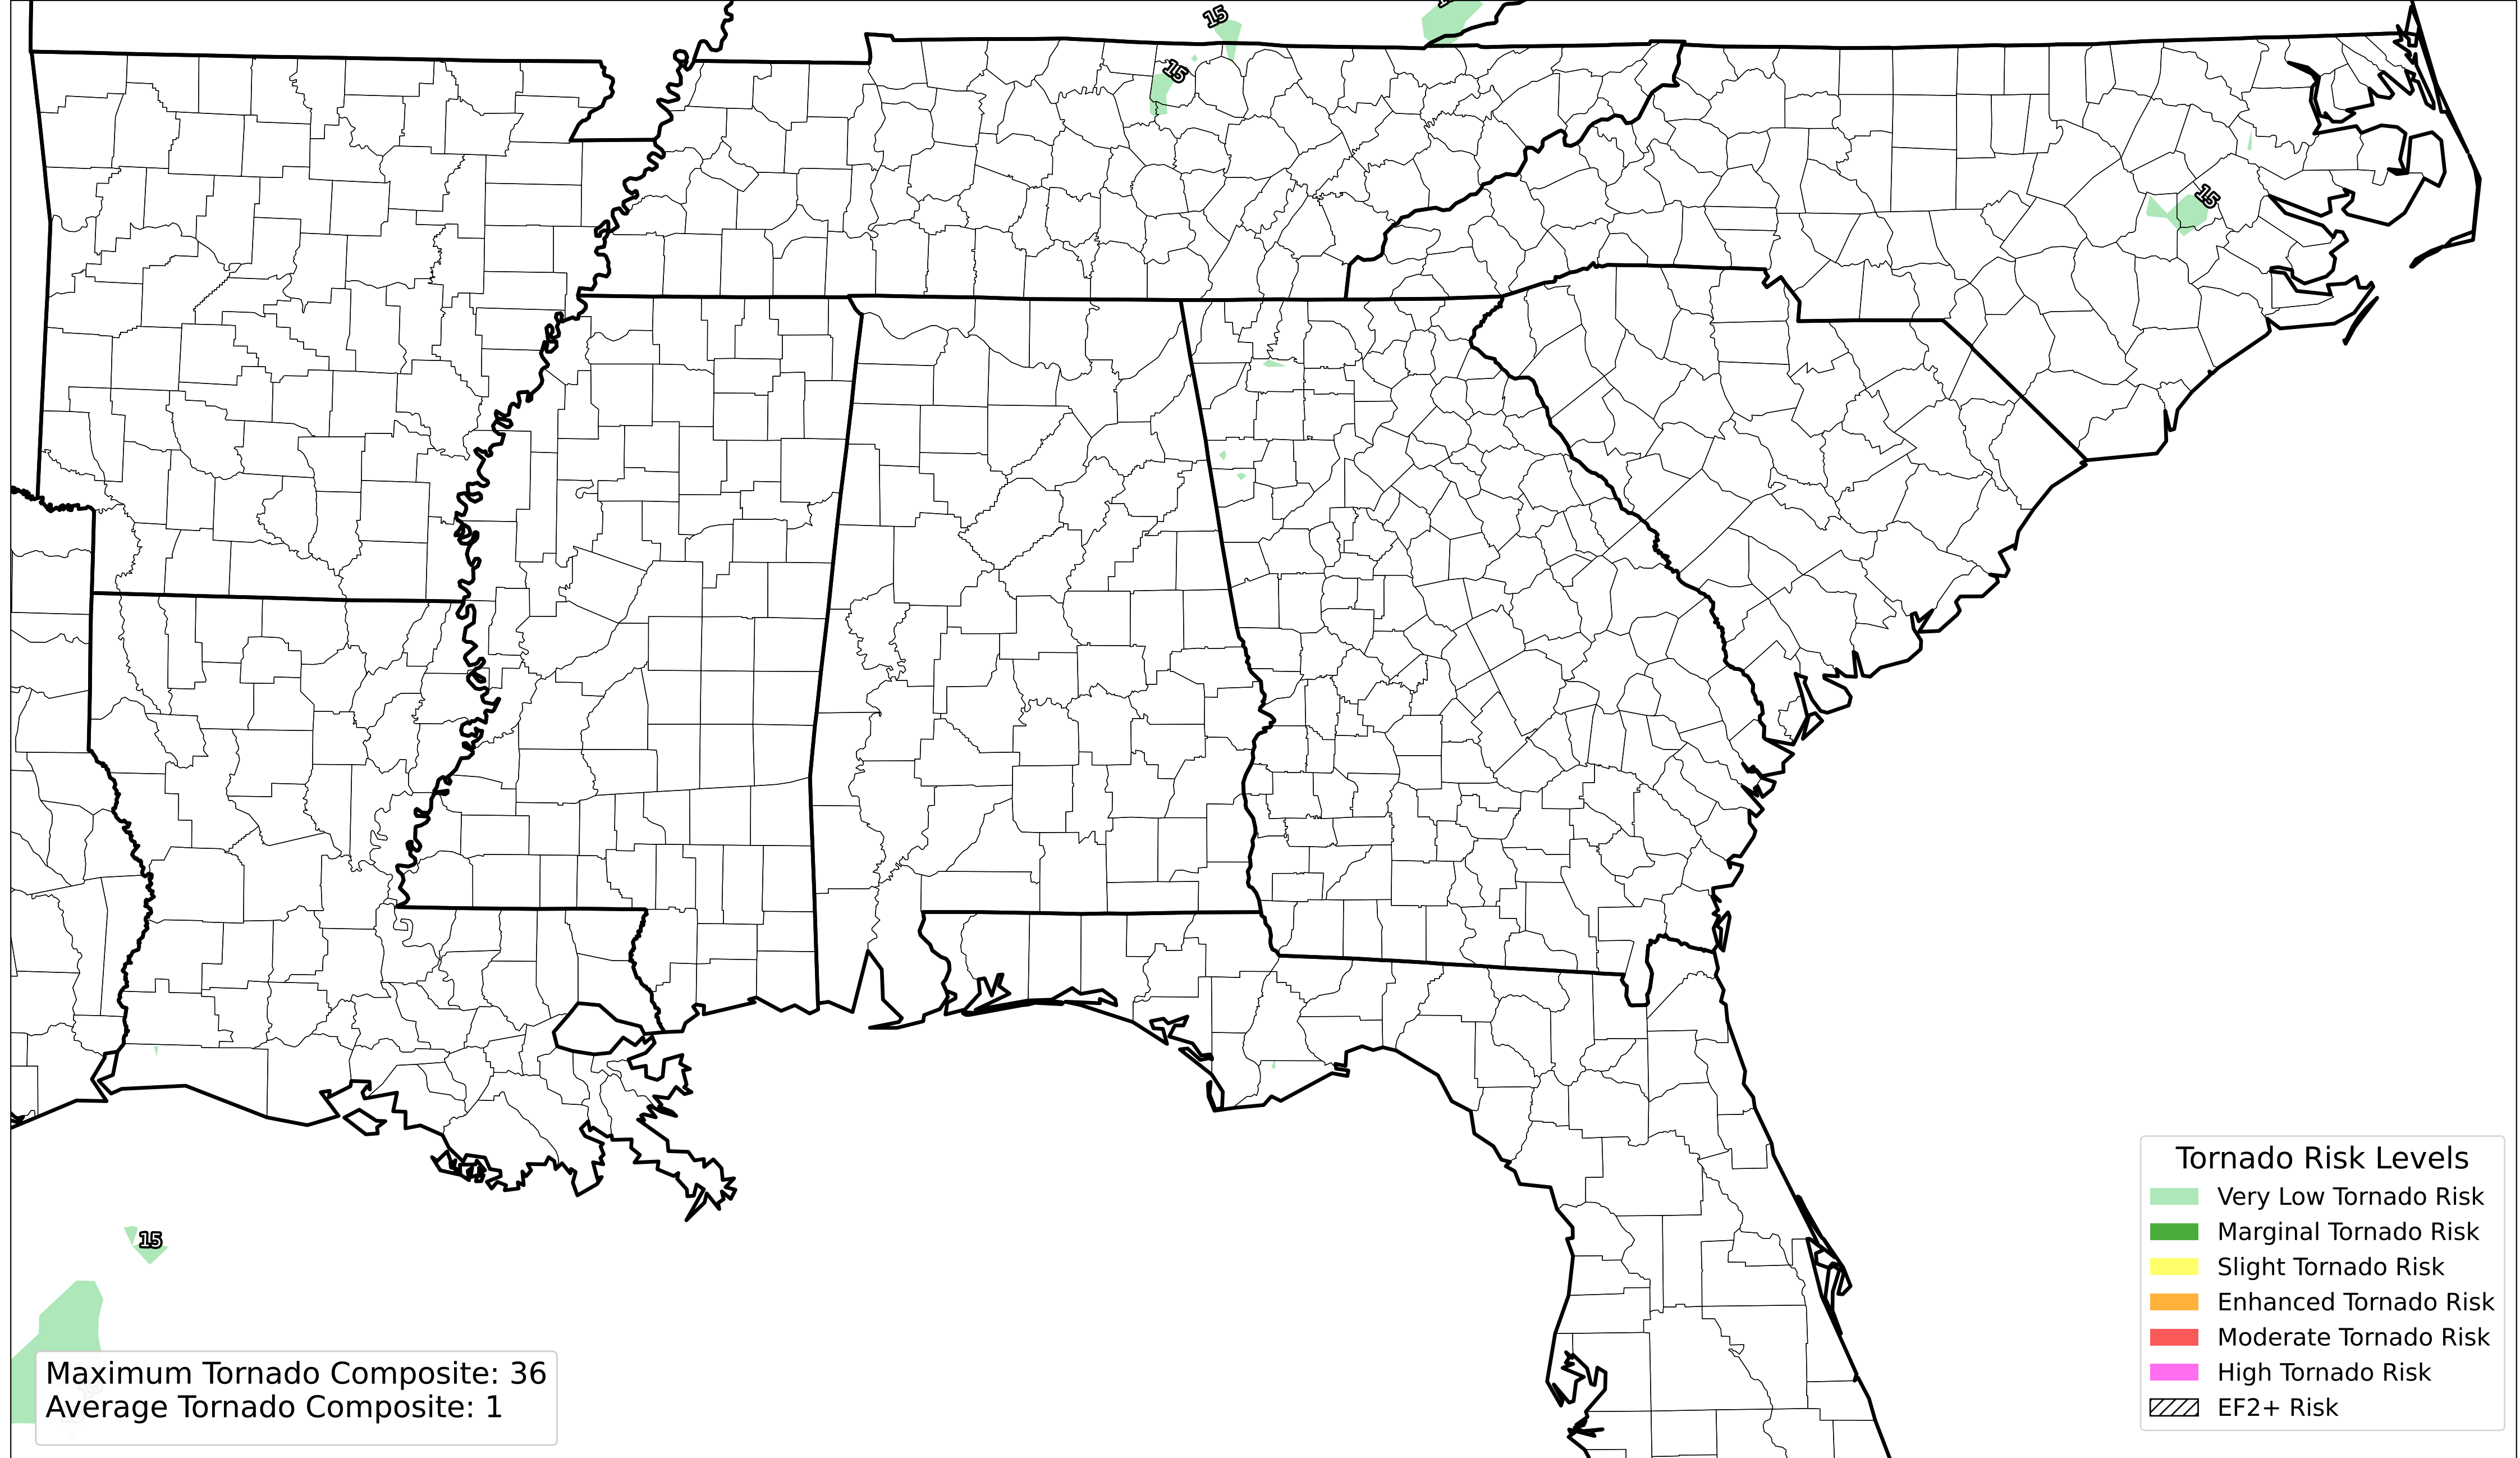 15
15
15
15
Tornado Risk Levels
Very Low Tornado Risk
Marginal Tornado Risk
Slight Tornado Risk
Enhanced Tornado Risk
Moderate Tornado Risk
High Tornado Risk
EF2+ Risk
Maximum Tornado Composite: 36
Average Tornado Composite: 1